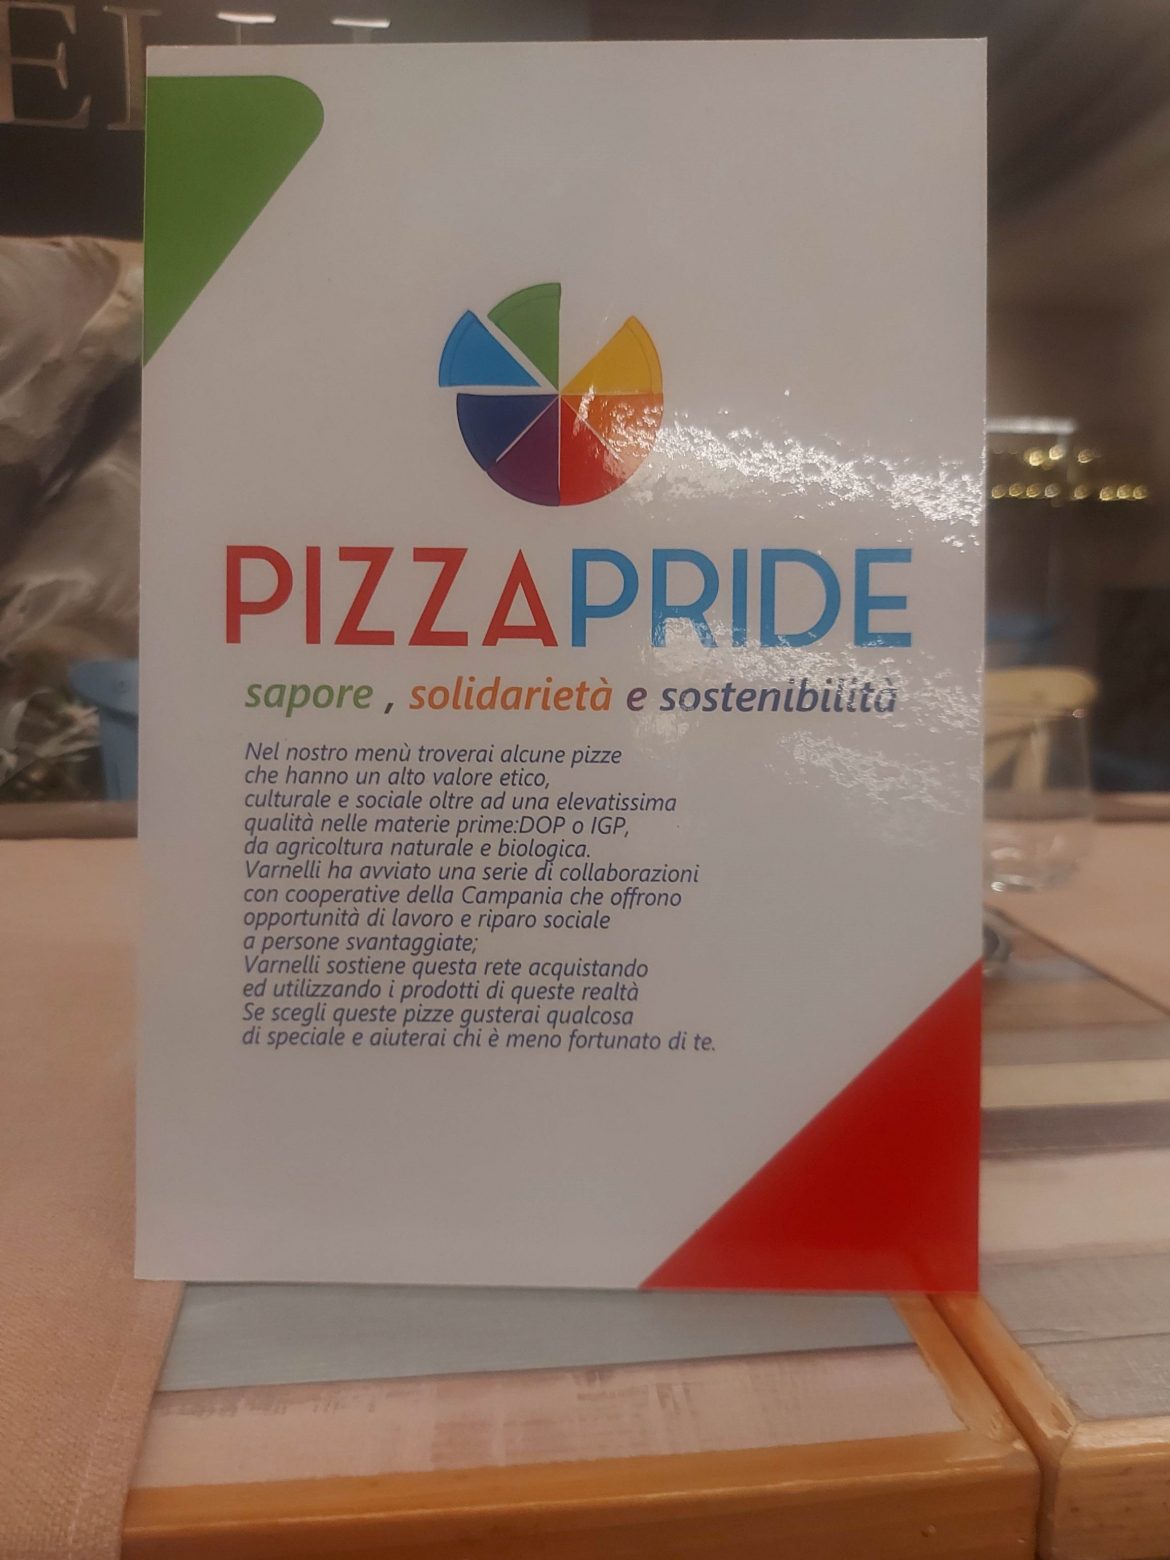 PIZZAPRIDE
sapore , solidarietà e sostenibilità
Nel nostro menù troverai alcune pizze
che hanno un alto valore etico,
culturale e sociale oltre ad una elevatissima
qualità nelle materie prime:DOP o IGP,
da agricoltura naturale e biologica.
Varnelli ha avviato una serie di collaborazioni
con cooperative della Campania che offrono
opportunità di lavoro e riparo sociale
a persone svantaggiate;
Varnelli sostiene questa rete acquistando
ed utilizzando i prodotti di queste realtà
Se scegli queste pizze gusterai qualcosa
di speciale e aiuterai chi è meno fortunato di te.